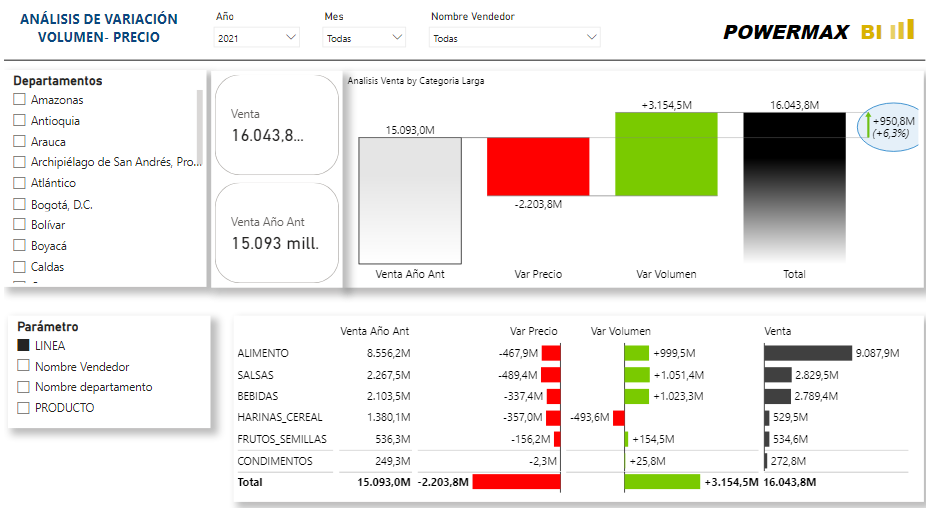 ANÁLISIS DE VARIACIÓN
VOLUMEN- PRECIO
Año
2021
Mes
Todas
Nombre Vendedor
Todas
POWERMAX BI
Departamentos
Amazonas
Antioquia
Arauca
Archipiélago de San Andrés, Pro...
Atlántico
Bogotá, D.C.
Bolívar
Boyacá
Caldas
Venta
16.043,8...
Venta Año Ant
15.093 mill.
Analisis Venta by Categoria Larga
15.093,0M
-2.203,8M
+3.154,5M
16.043,8M
+950,8M
(+6,3%)
Venta Año Ant Var Precio Var Volumen Total
Parámetro
LINEA
Nombre Vendedor
Nombre departamento
PRODUCTO
Venta Año Ant Var Precio Var Volumen Venta
ALIMENTO 8.556,2M -467,9M +999,5M 9.087,9M
SALSAS 2.267,5M -489,4M +1.051,4M 2.829,5M
BEBIDAS 2.103,5M -337,4M +1.023,3M 2.789,4M
HARINAS_CEREAL 1.380,1M -357,0M -493,6M 529,5M
FRUTOS_SEMILLAS 536,3M -156,2M +154,5M 534,6M
CONDIMENTOS 249,3M -2,3M +25,8M 272,8M
Total 15.093,0M -2.203,8M +3.154,5M 16.043,8M